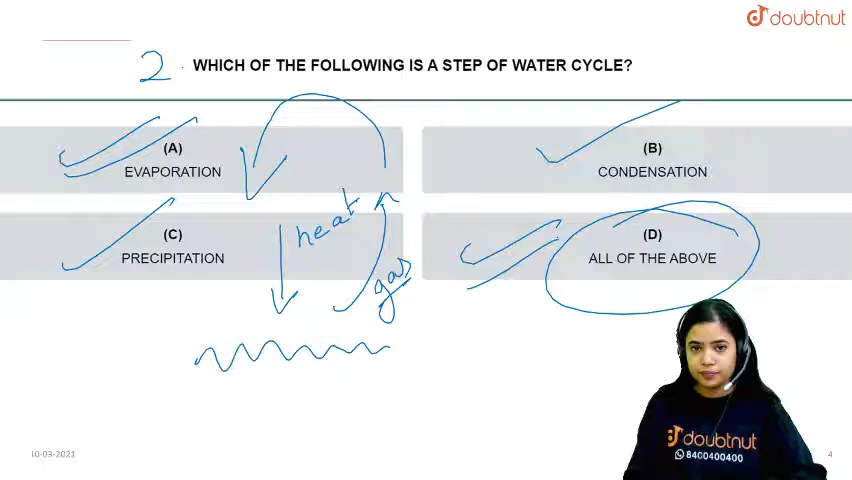 doubtnut
2. WHICH OF THE FOLLOWING IS A STEP OF WATER CYCLE?
(A)
EVAPORATION
(B)
CONDENSATION
(C)
PRECIPITATION
(D)
ALL OF THE ABOVE
heat
gas
doubtnut
8400400400
10-03-2021
4